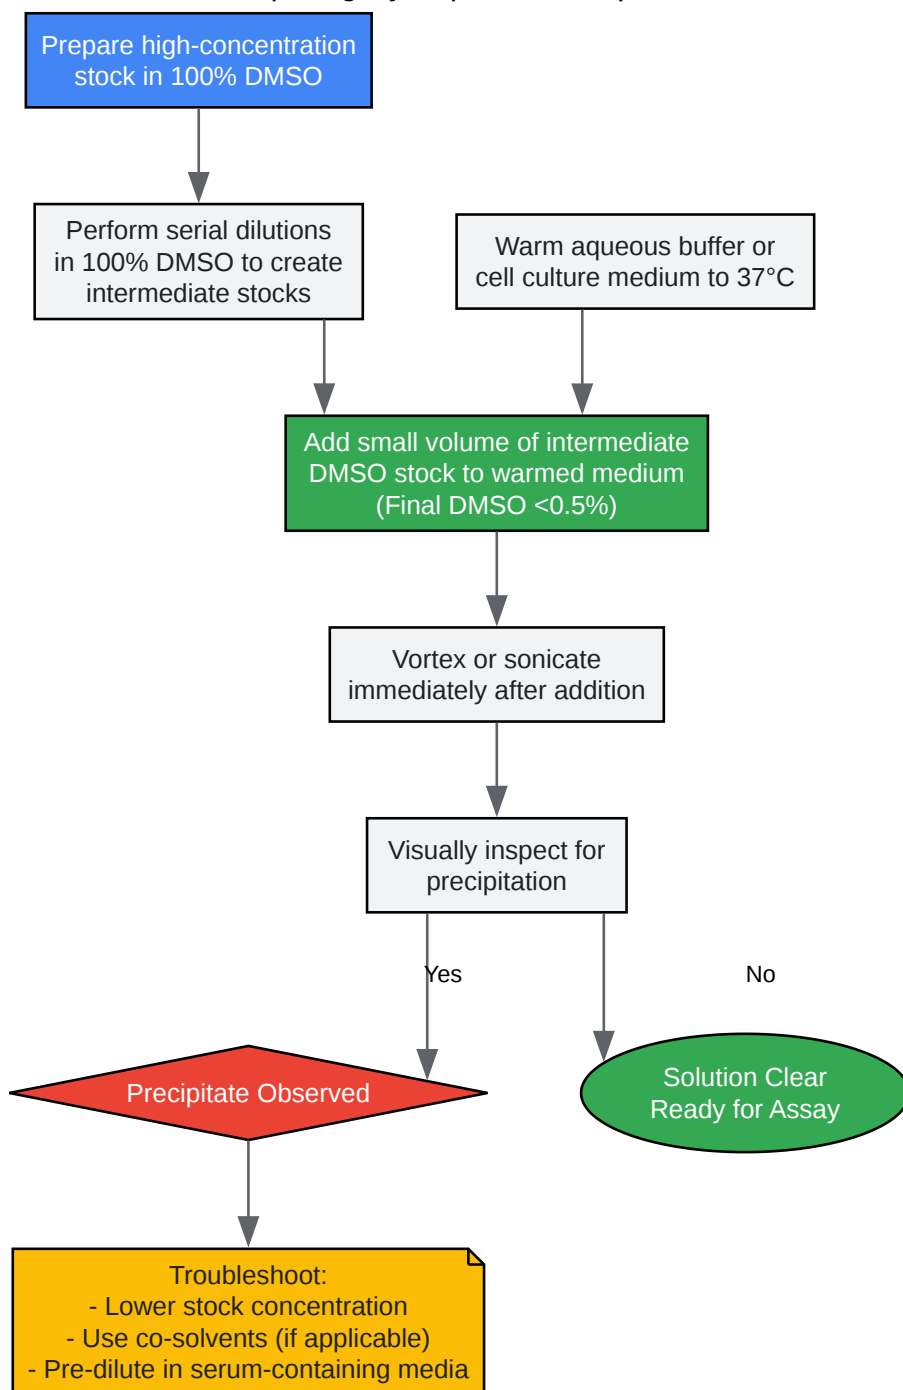 Prepare high-concentration
stock in 100% DMSO
Perform serial dilutions
in 100% DMSO to create
intermediate stocks
Warm aqueous buffer or
cell culture medium to 37°C
Add small volume of intermediate
DMSO stock to warmed medium
(Final DMSO <0.5%)
Vortex or sonicate
immediately after addition
Visually inspect for
precipitation
Yes
No
Precipitate Observed
Solution Clear
Ready for Assay
Troubleshoot:
- Lower stock concentration
- Use co-solvents (if applicable)
- Pre-dilute in serum-containing media